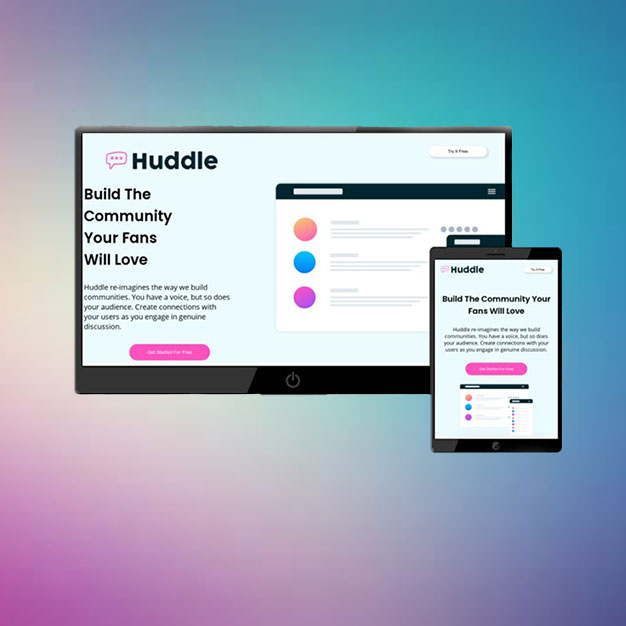 Huddle
Try It Free
Build The
Community
Your Fans
Will Love
Huddle re-imagines the way we build
communities. You have a voice, but so does
your audience. Create connections with
your users as you engage in genuine
discussion.
Get Started For Free
Huddle
Try It Free
Build The Community Your
Fans Will Love
Huddle re-imagines the way we build
communities. You have a voice, but so does
your audience. Create connections with your
users as you engage in genuine discussion.
Get Started For Free